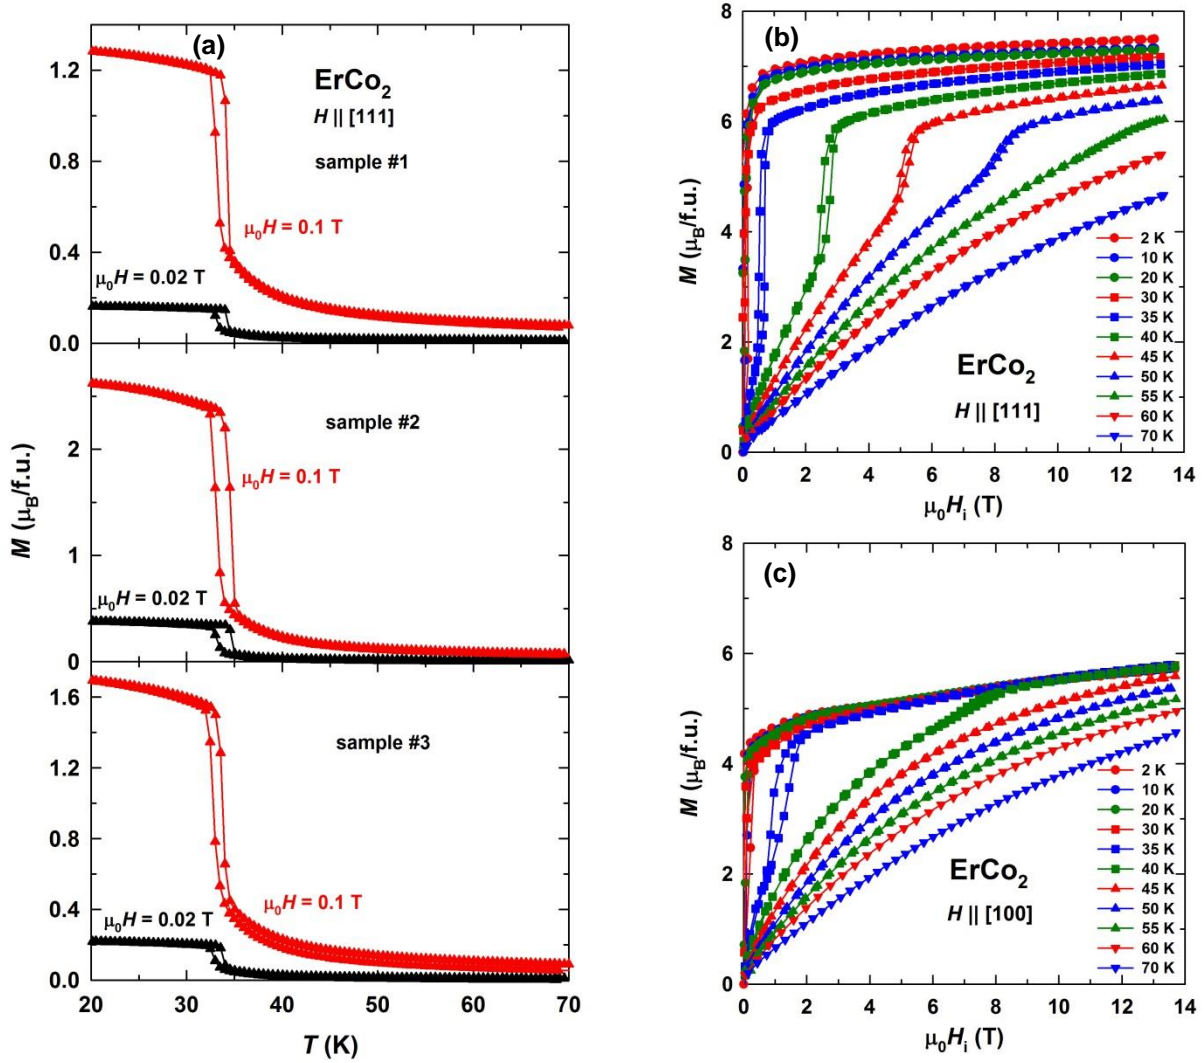 (a)
ErCo2
H || [111]
sample #1
μ0H = 0.1 T
μ0H = 0.02 T
1.2
0.8
0.4
0.0
sample #2
μ0H = 0.1 T
μ0H = 0.02 T
2
1
0
M (μB/f.u.)
sample #3
μ0H = 0.1 T
μ0H = 0.02 T
1.6
1.2
0.8
0.4
0.0
20 30 40 50 60 70
T (K)
(b)
8
6
4
2
0
M (μB/f.u.)
2 K
10 K
20 K
30 K
35 K
40 K
45 K
50 K
55 K
60 K
70 K
ErCo2
H || [111]
0 2 4 6 8 10 12 14
μ0Hi (T)
(c)
8
6
4
2
0
M (μB/f.u.)
2 K
10 K
20 K
30 K
35 K
40 K
45 K
50 K
55 K
60 K
70 K
ErCo2
H || [100]
0 2 4 6 8 10 12 14
μ0Hi (T)